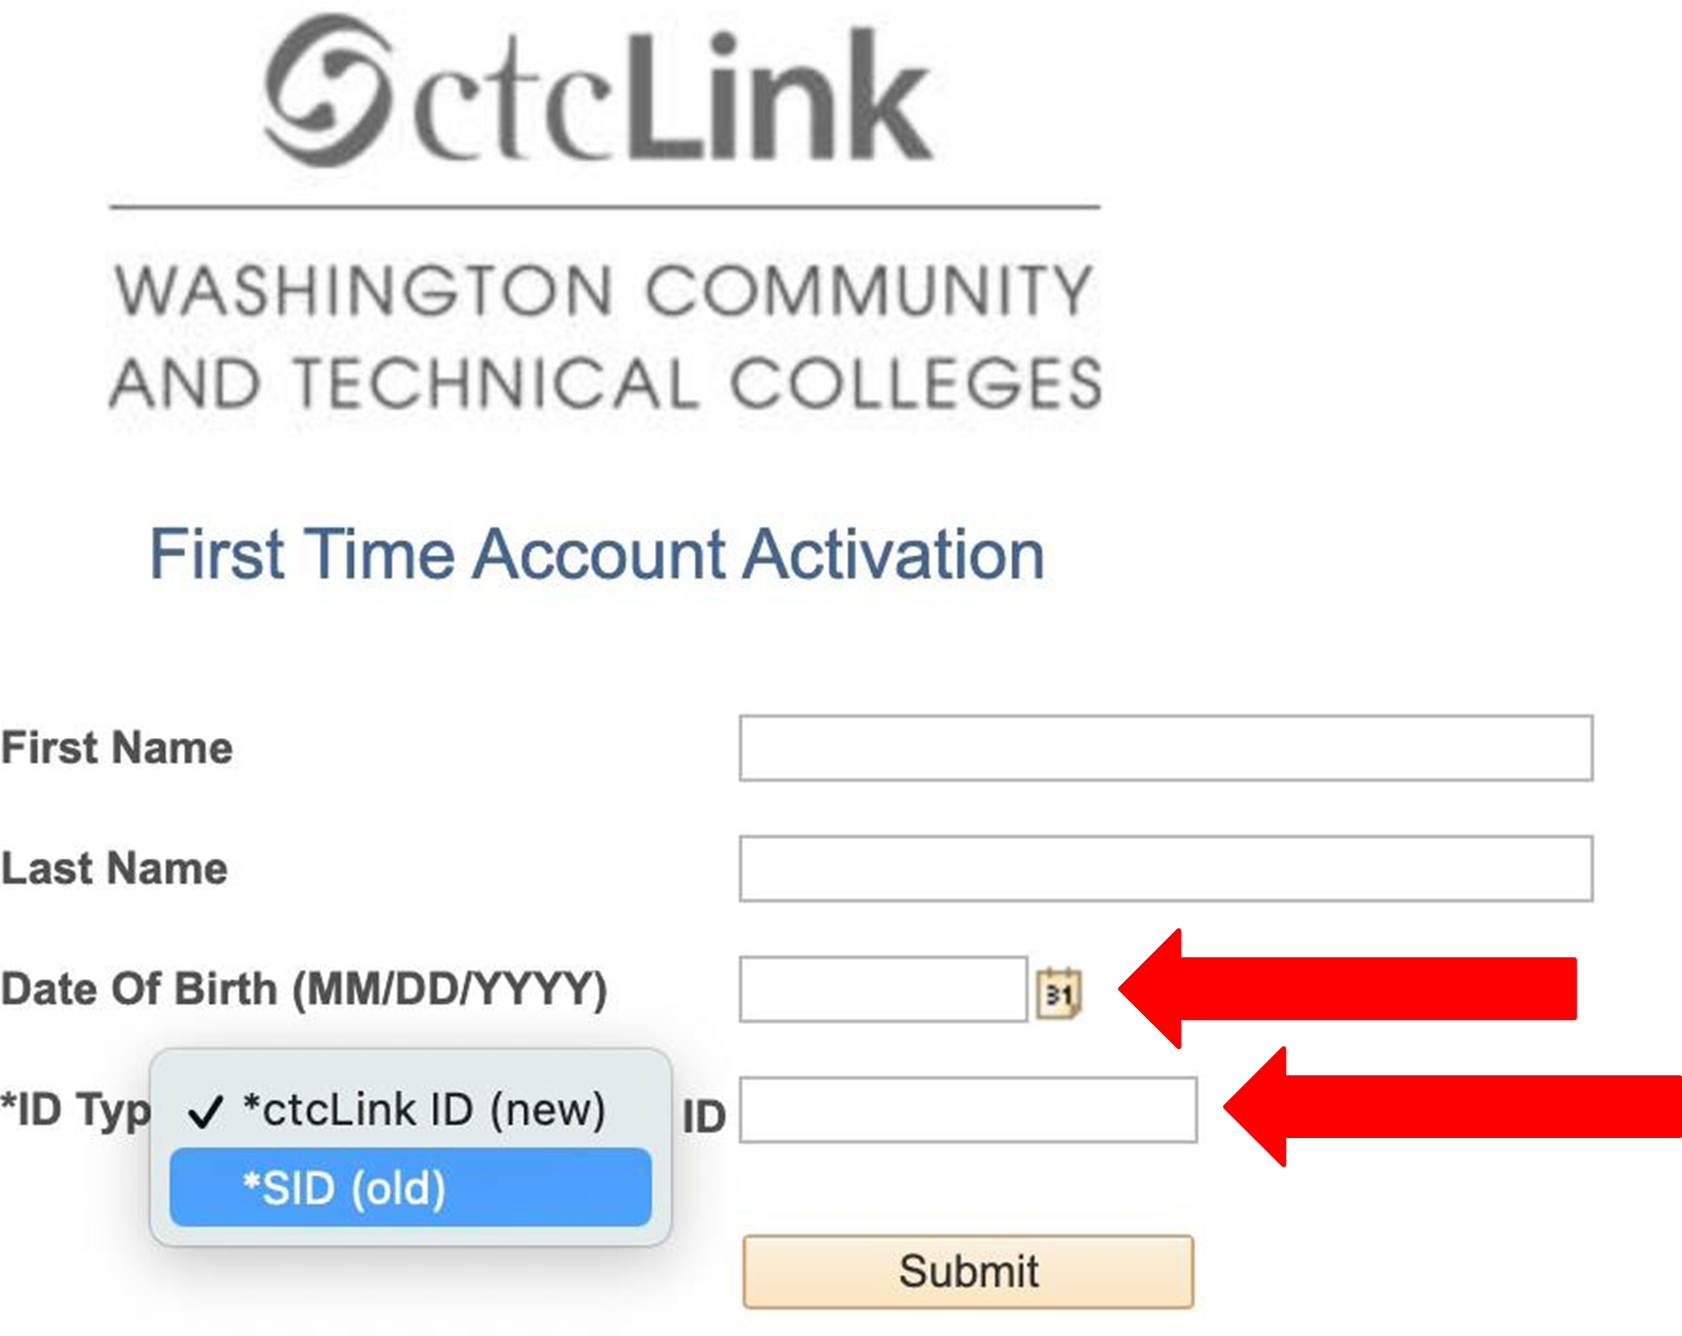 ctcLink
WASHINGTON COMMUNITY
AND TECHNICAL COLLEGES
First Time Account Activation
First Name
Last Name
Date Of Birth (MM/DD/YYYY)
31
*ID Typ ✓ *ctcLink ID (new) ID
*SID (old)
Submit